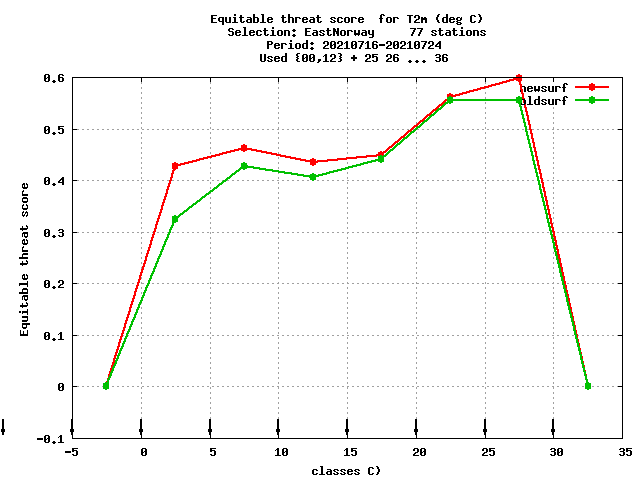 Equitable threat score  for T2m (deg C)
Selection: EastNorway     77 stations
Period: 20210716-20210724
Used {00,12} + 25 26 ... 36
newsurf
oldsurf
Equitable threat score
0.6
0.5
0.4
0.3
0.2
0.1
0
-0.1
-5 0 5 10 15 20 25 30 35
classes C)